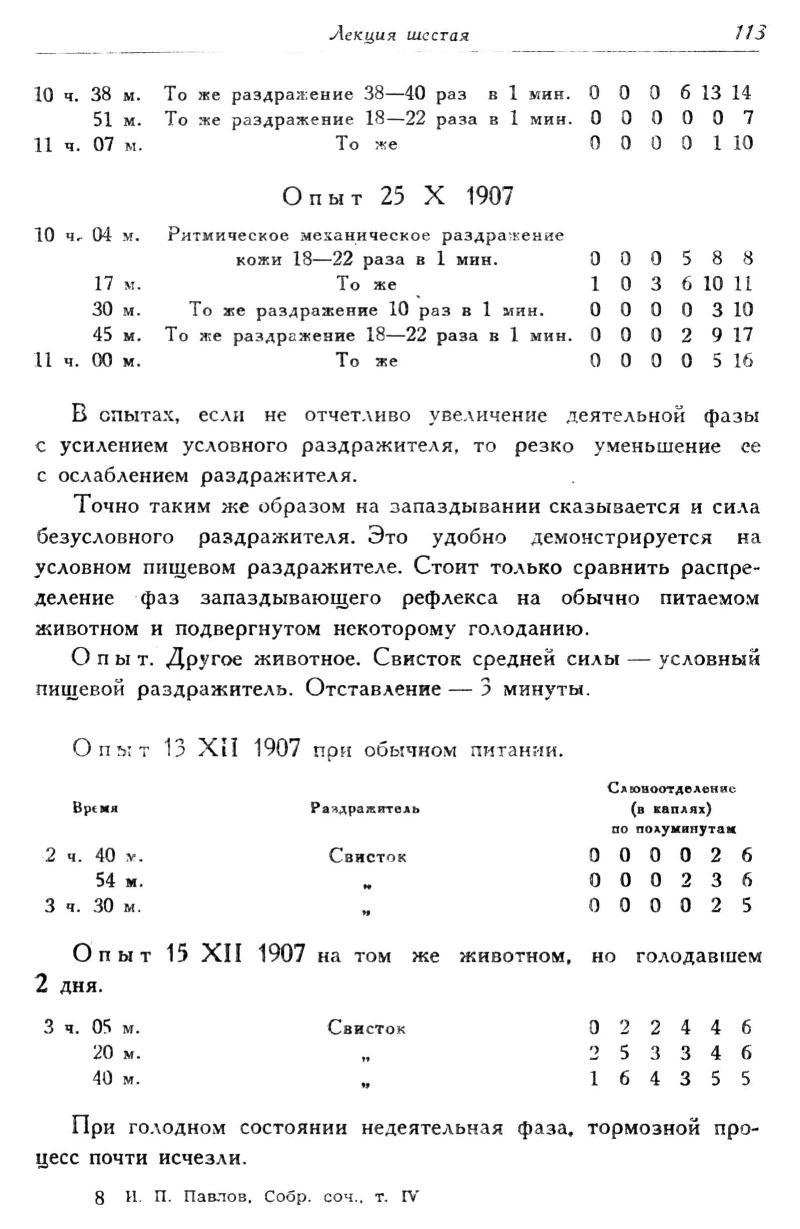 Лекция шестая 113
10 ч. 38 м. То же раздражение 38—40 раз в 1 мин. 0 0 0 6 13 14
51 м. То же раздражение 18—22 раза в 1 мин. 0 0 0 0 0 7
11 ч. 07 м. То же 0 0 0 0 1 10
Опыт 25 X 1907
10 ч. 04 м. Ритмическое механическое раздражение
кожи 18—22 раза в 1 мин. 0 0 0 5 8 8
17 м. То же 1 0 3 6 10 11
30 м. То же раздражение 10 раз в 1 мин. 0 0 0 0 3 10
45 м. То же раздражение 18—22 раза в 1 мин. 0 0 0 2 9 17
11 ч. 00 м. То же 0 0 0 0 5 16
В опытах, если не отчетливо увеличение деятельной фазы
с усилением условного раздражителя, то резко уменьшение ее
с ослаблением раздражителя.
Точно таким же образом на запаздывании сказывается и сила
безусловного раздражителя. Это удобно демонстрируется на
условном пищевом раздражителе. Стоит только сравнить распре-
деление фаз запаздывающего рефлекса на обычно питаемом
животном и подвергнутом некоторому голоданию.
Опыт. Другое животное. Свисток средней силы — условный
пищевой раздражитель. Отставление — 3 минуты.
Опыт 13 XII 1907 при обычном питании.
Слюноотделение
Время Раздражитель (в каплях)
по полуминутам
2 ч. 40 м. Свисток 0 0 0 0 2 6
54 м. „ 0 0 0 2 3 6
3 ч. 30 м. „ 0 0 0 0 2 5
Опыт 15 XII 1907 на том же животном, но голодавшем
2 дня.
3 ч. 05 м. Свисток 0 2 2 4 4 6
20 м. „ 2 5 3 3 4 6
40 м. „ 1 6 4 3 5 5
При голодном состоянии недеятельная фаза, тормозной про-
цесс почти исчезли.
8 И. П. Павлов, Собр. соч., т. IV